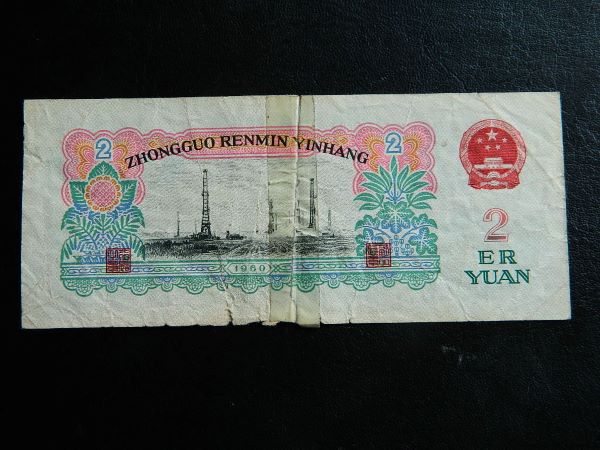 2
ZHONGGUO RENMIN YINHANG
2
1960
2
ER
YUAN